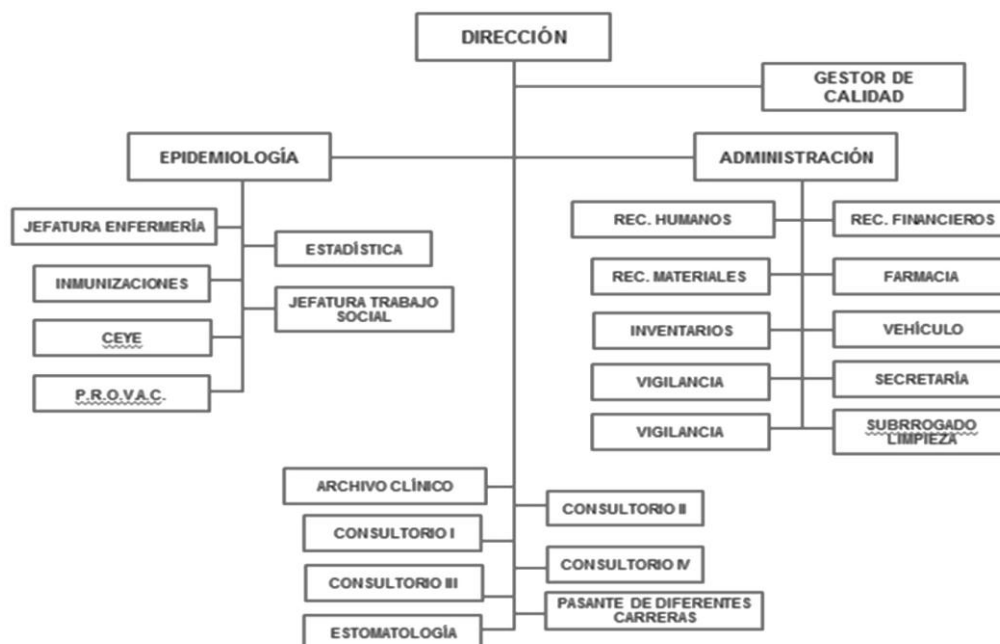 DIRECCIÓN
GESTOR DE
CALIDAD
EPIDEMIOLOGÍA
ADMINISTRACIÓN
JEFATURA ENFERMERÍA
ESTADÍSTICA
INMUNIZACIONES
JEFATURA TRABAJO
SOCIAL
CEYE
P.R.O.V.A.C.
REC. HUMANOS
REC. FINANCIEROS
REC. MATERIALES
FARMACIA
INVENTARIOS
VEHÍCULO
VIGILANCIA
SECRETARÍA
VIGILANCIA
SUBRROGADO
LIMPIEZA
ARCHIVO CLÍNICO
CONSULTORIO II
CONSULTORIO I
CONSULTORIO IV
CONSULTORIO III
PASANTE DE DIFERENTES
CARRERAS
ESTOMATOLOGÍA